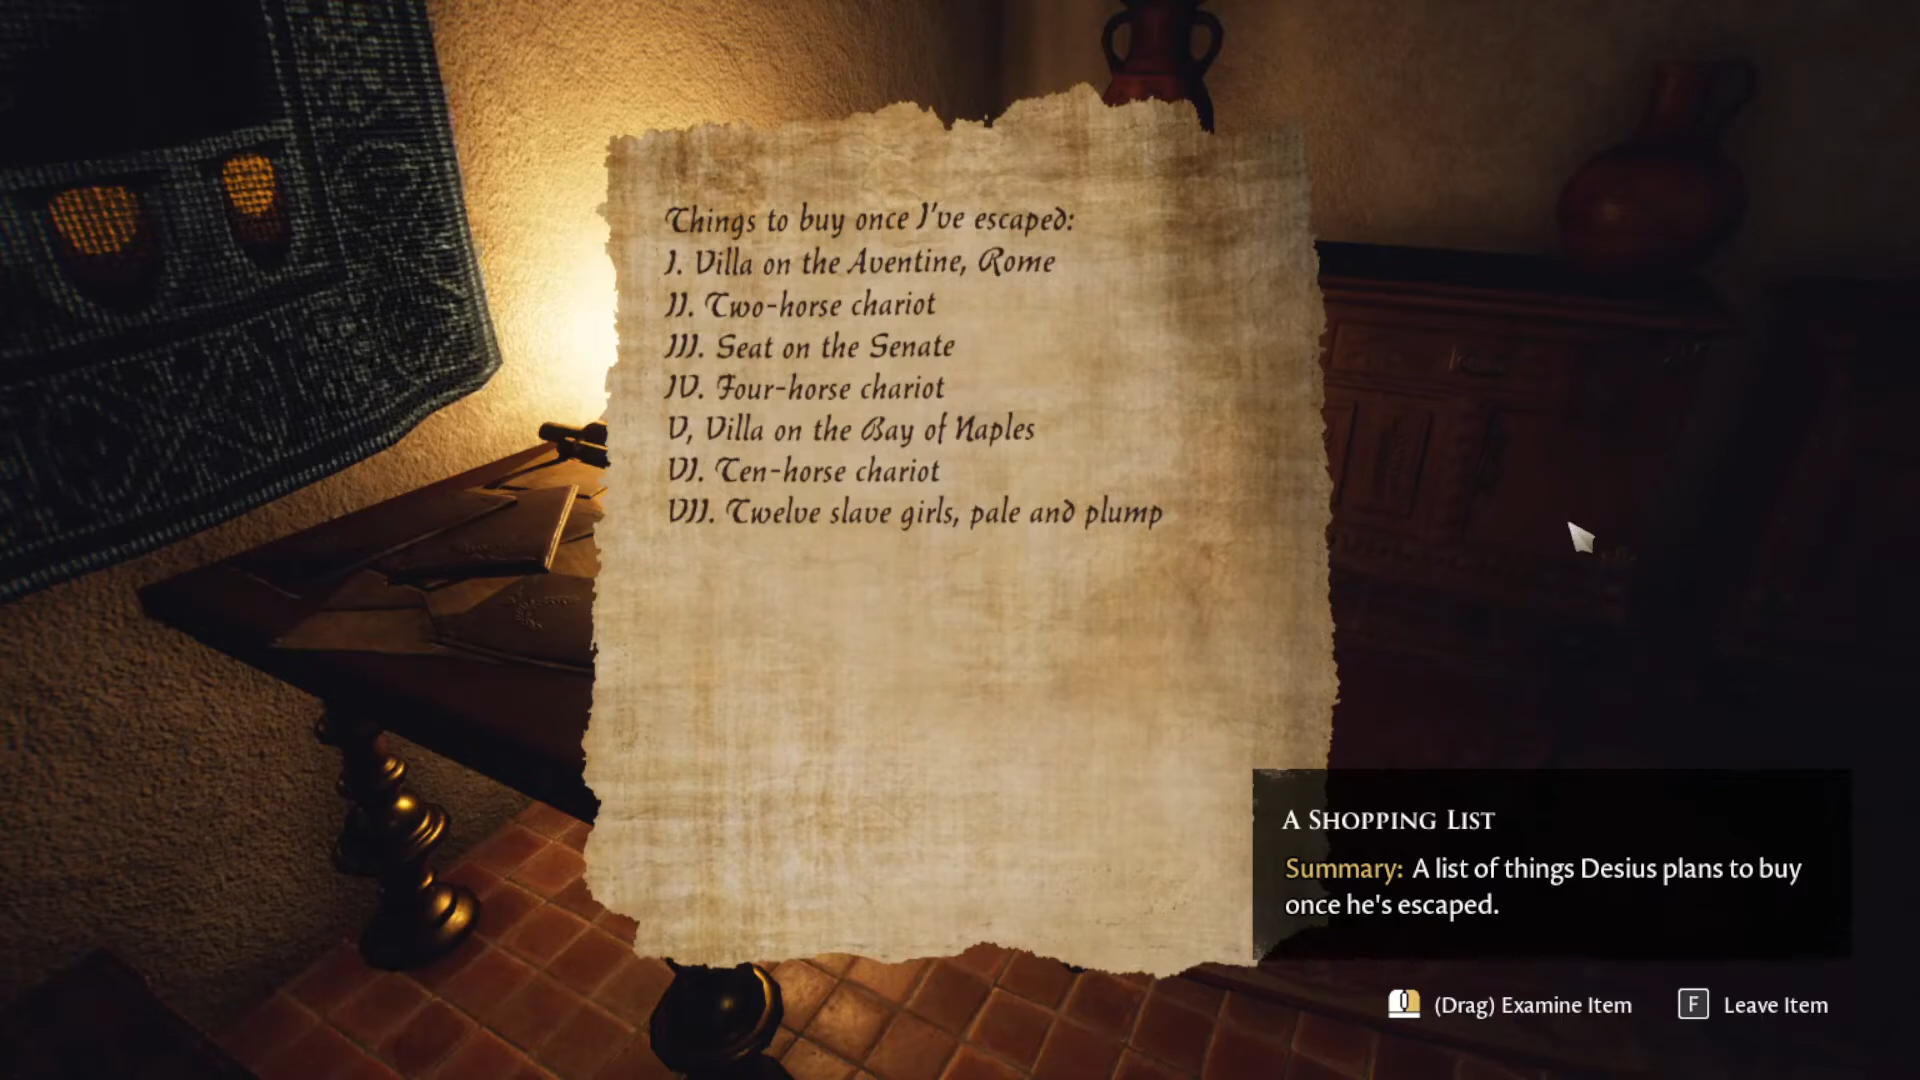 Things to buy once I've escaped:
I. Villa on the Aventine, Rome
II. Two-horse chariot
III. Seat on the Senate
IV. Four-horse chariot
V, Villa on the Bay of Naples
VI. Ten-horse chariot
VII. Twelve slave girls, pale and plump
A Shopping List
Summary: A list of things Desius plans to buy
once he's escaped.
(Drag) Examine Item
F Leave Item